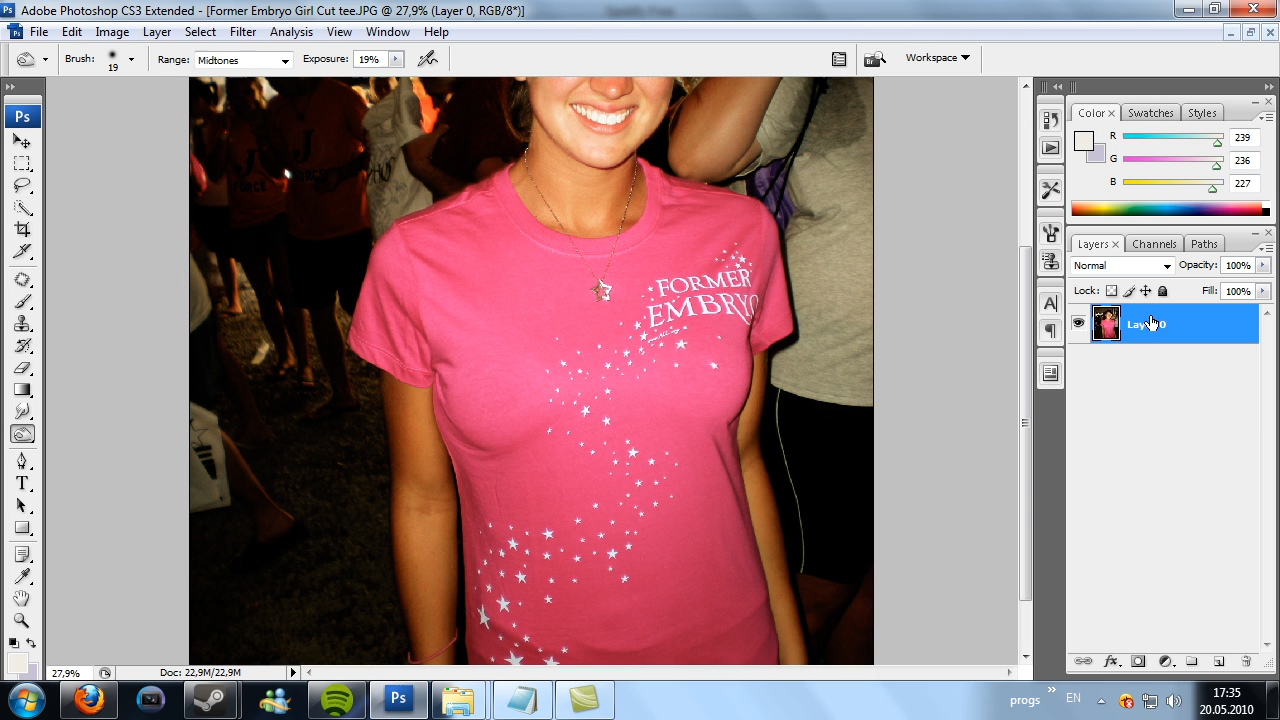 Adobe Photoshop CS3 Extended - [Former Embryo Girl Cut tee.JPG @ 27,9% (Layer 0, RGB/8*)]
File Edit Image Layer Select Filter Analysis View Window Help
Brush: 19 Range: Midtones Exposure: 19% Workspace
Ps
Color × Swatches Styles
R 239
G 236
B 227
Layers × Channels Paths
Normal Opacity: 100%
Lock: Fill: 100%
FORMER
EMBRYO
27,9% Doc: 22,9M/22,9M
Ps progs » EN 17:35
20.05.2010